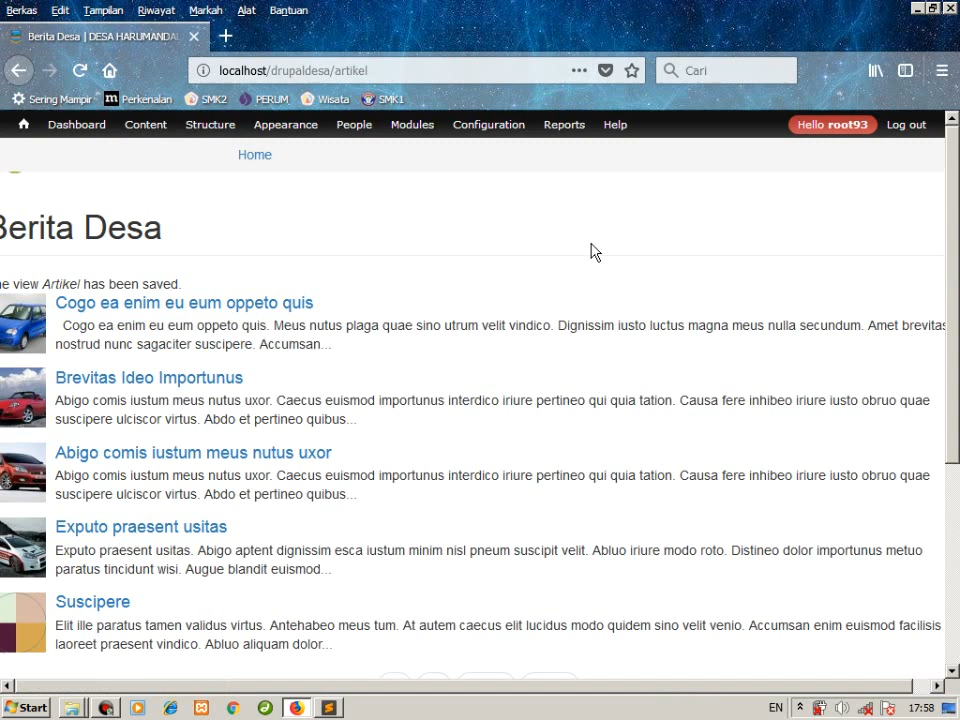 Berkas Edit Tampilan Riwayat Markah Alat Bantuan
Berita Desa | DESA HARUMANDAL
localhost/drupaldesa/artikel
Cari
Sering Mampir Perkenalan SMK2 PERUM Wisata SMK1
Dashboard Content Structure Appearance People Modules Configuration Reports Help Hello root93 Log out
Home
Berita Desa
e view Artikel has been saved.
Cogo ea enim eu eum oppeto quis
Cogo ea enim eu eum oppeto quis. Meus nutus plaga quae sino utrum velit vindico. Dignissim iusto luctus magna meus nulla secundum. Amet brevitas
nostrud nunc sagaciter suscipere. Accumsan...
Brevitas Ideo Importunus
Abigo comis iustum meus nutus uxor. Caecus euismod importunus interdico iriure pertineo qui quia tation. Causa fere inhibeo iriure iusto obruo quae
suscipere ulciscor virtus. Abdo et pertineo quibus...
Abigo comis iustum meus nutus uxor
Abigo comis iustum meus nutus uxor. Caecus euismod importunus interdico iriure pertineo qui quia tation. Causa fere inhibeo iriure iusto obruo quae
suscipere ulciscor virtus. Abdo et pertineo quibus...
Exputo praesent usitas
Exputo praesent usitas. Abigo aptent dignissim esca iustum minim nisl pneum suscipit velit. Abluo iriure modo roto. Distineo dolor importunus metuo
paratus tincidunt wisi. Augue blandit euismod...
Suscipere
Elit ille paratus tamen validus virtus. Antehabeo meus tum. At autem caecus elit lucidus modo quidem sino velit venio. Accumsan enim euismod facilisis
laoreet praesent vindico. Abluo aliquam dolor...
Start EN 17:58